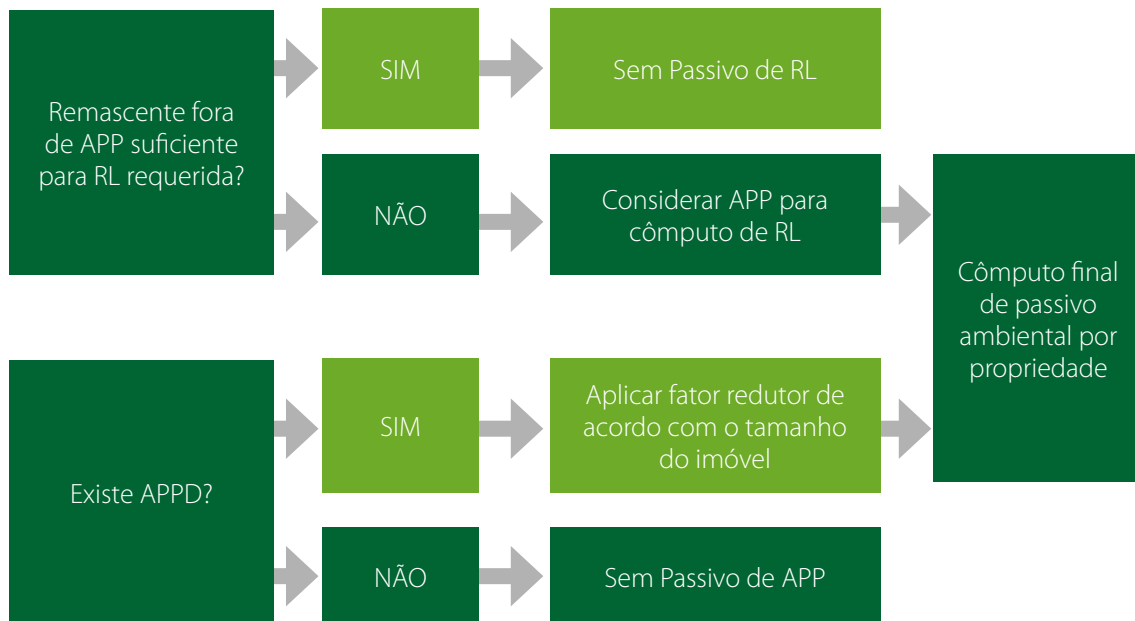 Remascente fora
de APP suficiente
para RL requerida?
SIM
Sem Passivo de RL
NÃO
Considerar APP para
cômputo de RL
Existe APPD?
SIM
Aplicar fator redutor de
acordo com o tamanho
do imóvel
NÃO
Sem Passivo de APP
Cômputo final
de passivo
ambiental por
propriedade